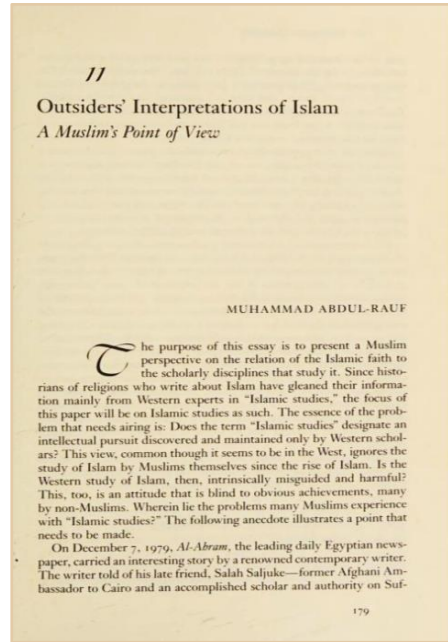 11
Outsiders' Interpretations of Islam
A Muslim's Point of View
MUHAMMAD ABDUL-RAUF
The purpose of this essay is to present a Muslim
perspective on the relation of the Islamic faith to
the scholarly disciplines that study it. Since histo-
rians of religions who write about Islam have gleaned their informa-
tion mainly from Western experts in "Islamic studies," the focus of
this paper will be on Islamic studies as such. The essence of the prob-
lem that needs airing is: Does the term "Islamic studies" designate an
intellectual pursuit discovered and maintained only by Western schol-
ars? This view, common though it seems to be in the West, ignores the
study of Islam by Muslims themselves since the rise of Islam. Is the
Western study of Islam, then, intrinsically misguided and harmful?
This, too, is an attitude that is blind to obvious achievements, many
by non-Muslims. Wherein lie the problems many Muslims experience
with "Islamic studies?" The following anecdote illustrates a point that
needs to be made.
On December 7, 1979, Al-Ahram, the leading daily Egyptian news-
paper, carried an interesting story by a renowned contemporary writer.
The writer told of his late friend, Salah Saljuke—former Afghani Am-
bassador to Cairo and an accomplished scholar and authority on Suf-
179